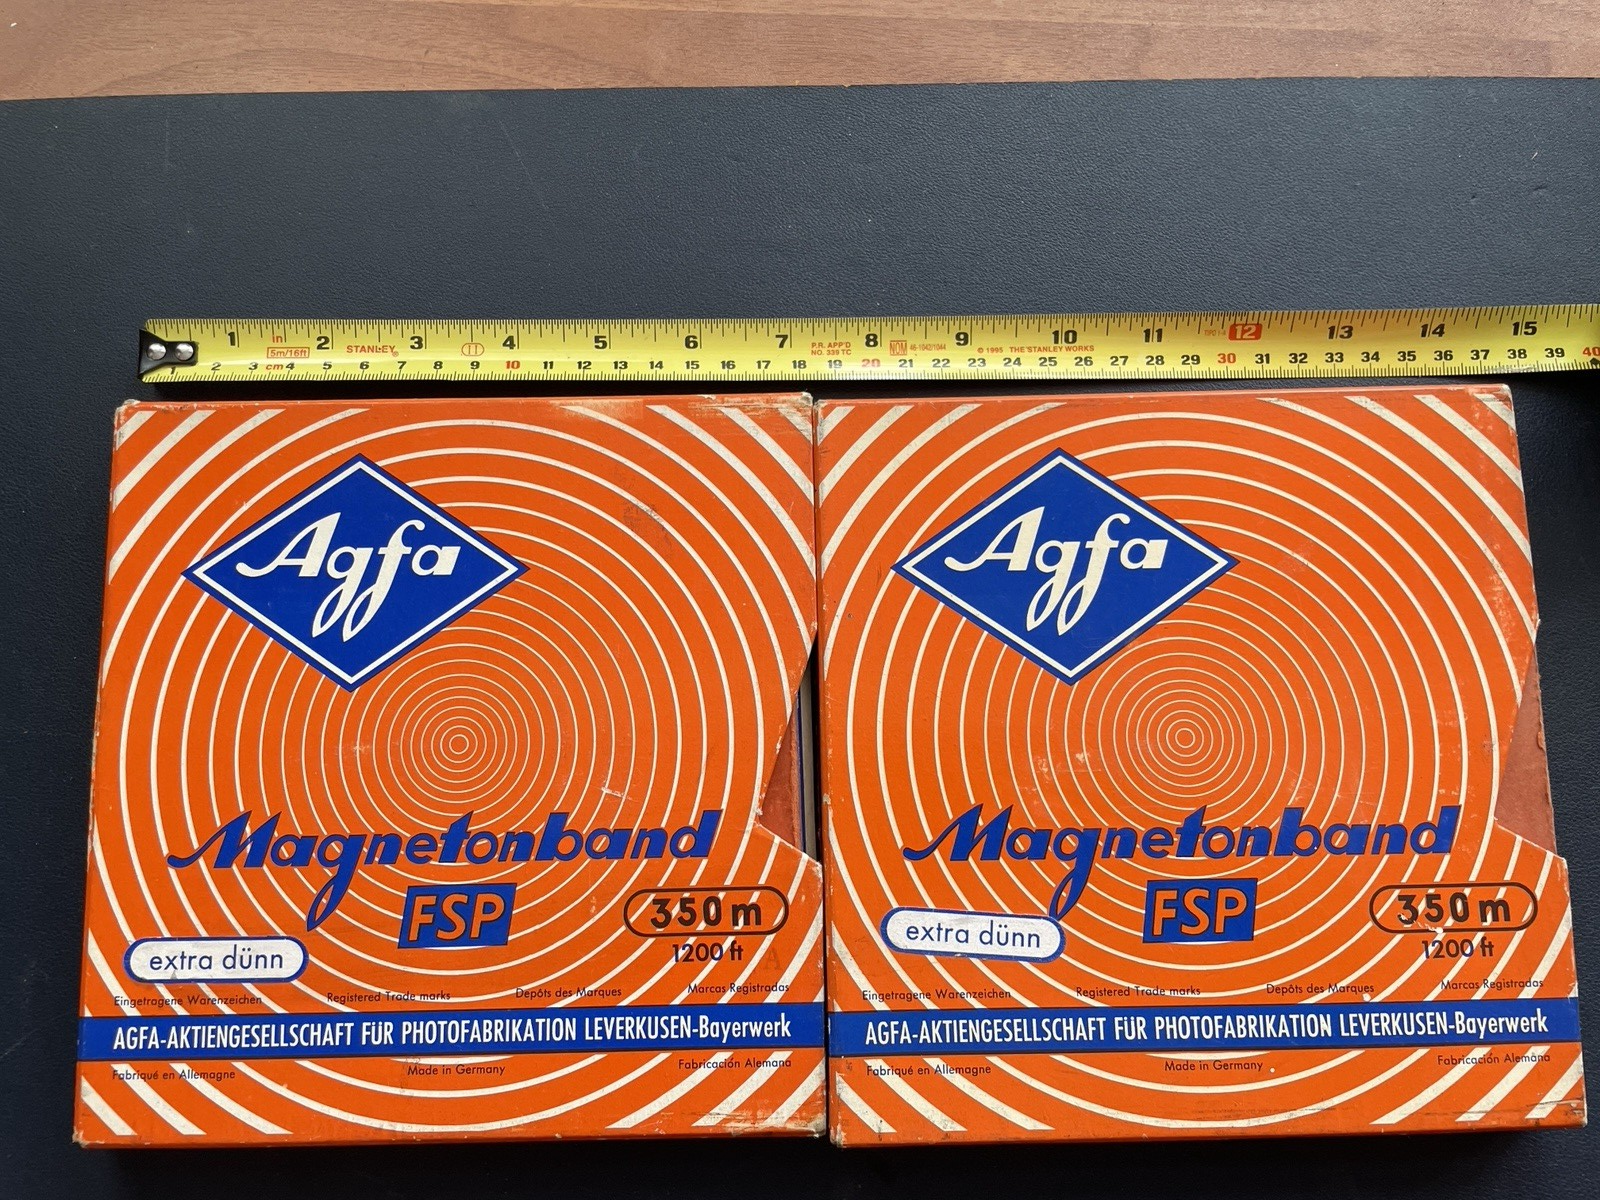 1 in 2 3 4 5 6 7 8 9 10 11 12 13 14 15
5m/16ft STANLEY® 11 P.R. APP'D NO. 339 TC NOM © 1995 THE STANLEY WORKS
1 2 3 cm 4 5 6 7 8 9 10 11 12 13 14 15 16 17 18 19 20 21 22 23 24 25 26 27 28 29 30 31 32 33 34 35 36 37 38 39 40
Agfa
Magnetonband
FSP
350 m
1200 ft
extra dünn
Eingetragene Warenzeichen Registered Trade marks Depôts des Marques Marcas Registradas
AGFA-AKTIENGESELLSCHAFT FÜR PHOTOFABRIKATION LEVERKUSEN-Bayerwerk
Fabriqué en Allemagne Made in Germany Fabricación Alemana
Agfa
Magnetonband
FSP
350 m
1200 ft
extra dünn
Eingetragene Warenzeichen Registered Trade marks Depôts des Marques Marcas Registradas
AGFA-AKTIENGESELLSCHAFT FÜR PHOTOFABRIKATION LEVERKUSEN-Bayerwerk
Fabriqué en Allemagne Made in Germany Fabricación Alemana